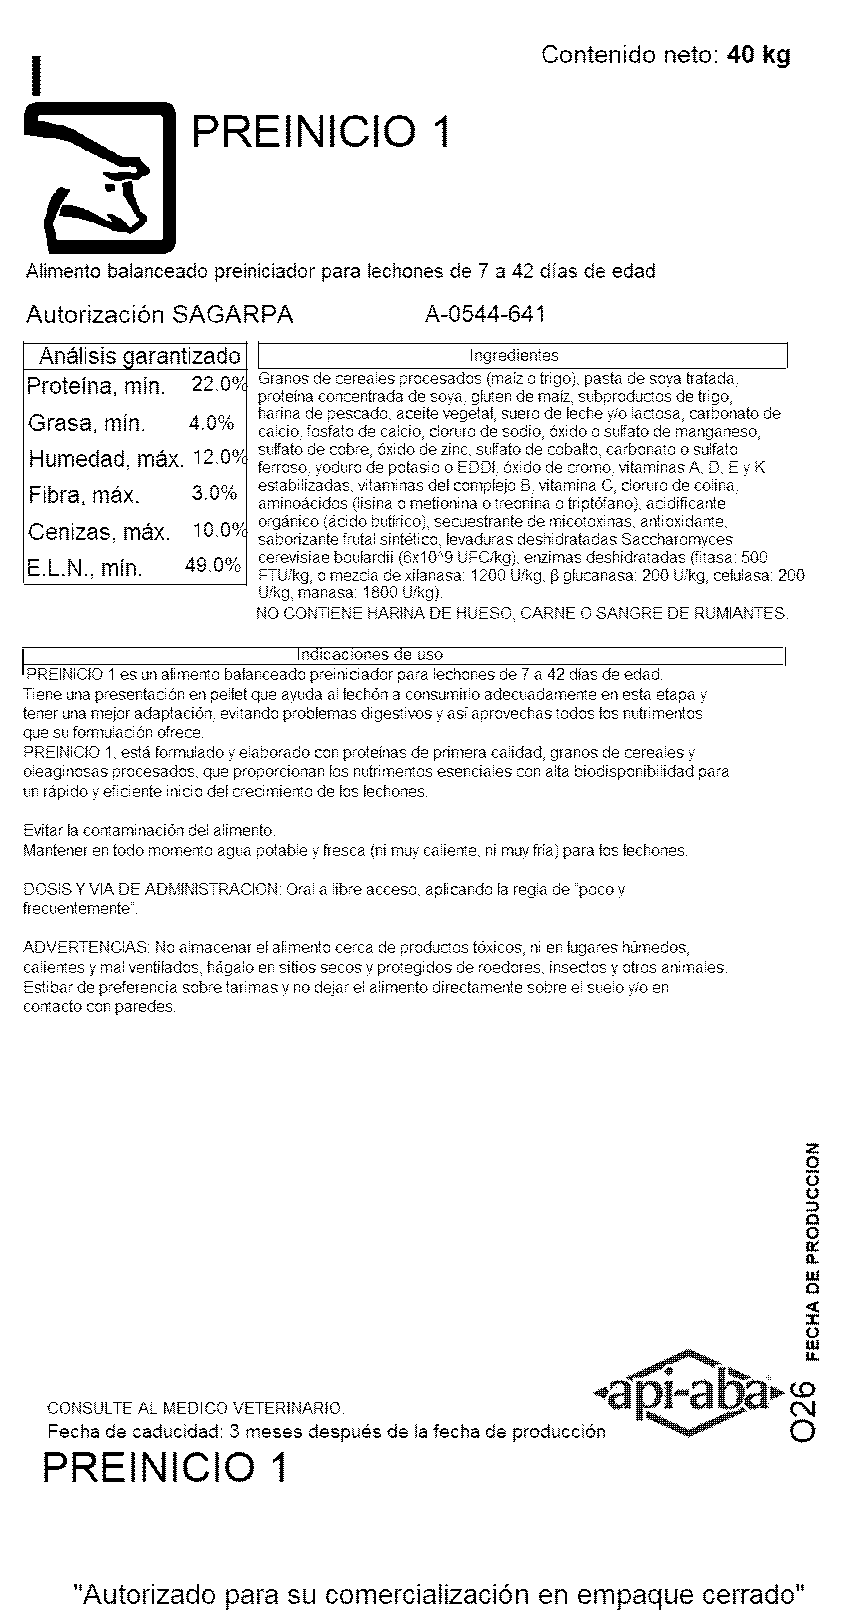 Contenido neto: 40 kg
PREINICIO 1
Alimento balanceado preiniciador para lechones de 7 a 42 días de edad
Autorización SAGARPA A-0544-641
Análisis garantizado
Proteína, mín. 22.0%
Grasa, mín. 4.0%
Humedad, máx. 12.0%
Fibra, máx. 3.0%
Cenizas, máx. 10.0%
E.L.N., mín. 49.0%
Ingredientes
Granos de cereales procesados (maíz o trigo), pasta de soya tratada,
proteína concentrada de soya, gluten de maíz, subproductos de trigo,
harina de pescado, aceite vegetal, suero de leche y/o lactosa, carbonato de
calcio, fosfato de calcio, cloruro de sodio, óxido o sulfato de manganeso,
sulfato de cobre, óxido de zinc, sulfato de cobalto, carbonato o sulfato
ferroso, yoduro de potasio o EDDI, óxido de cromo, vitaminas A, D, E y K
estabilizadas, vitaminas del complejo B, vitamina C, cloruro de colina,
aminoácidos (lisina o metionina o treonina o triptófano), acidificante
orgánico (ácido butírico), secuestrante de micotoxinas, antioxidante,
saborizante frutal sintético, levaduras deshidratadas Saccharomyces
cerevisiae boulardii (6x10^9 UFC/kg), enzimas deshidratadas (fitasa: 500
FTU/kg, o mezcla de xilanasa: 1200 U/kg, β glucanasa: 200 U/kg, celulasa: 200
U/kg, manasa: 1800 U/kg).
NO CONTIENE HARINA DE HUESO, CARNE O SANGRE DE RUMIANTES.
Indicaciones de uso
PREINICIO 1 es un alimento balanceado preiniciador para lechones de 7 a 42 días de edad.
Tiene una presentación en pellet que ayuda al lechón a consumirlo adecuadamente en esta etapa y
tener una mejor adaptación, evitando problemas digestivos y así aprovechas todos los nutrimentos
que su formulación ofrece.
PREINICIO 1, está formulado y elaborado con proteínas de primera calidad, granos de cereales y
oleaginosas procesados, que proporcionan los nutrimentos esenciales con alta biodisponibilidad para
un rápido y eficiente inicio del crecimiento de los lechones.
Evitar la contaminación del alimento.
Mantener en todo momento agua potable y fresca (ni muy caliente, ni muy fría) para los lechones.
DOSIS Y VIA DE ADMINISTRACION: Oral a libre acceso, aplicando la regla de "poco y
frecuentemente".
ADVERTENCIAS: No almacenar el alimento cerca de productos tóxicos, ni en lugares húmedos,
calientes y mal ventilados, hágalo en sitios secos y protegidos de roedores, insectos y otros animales.
Estibar de preferencia sobre tarimas y no dejar el alimento directamente sobre el suelo y/o en
contacto con paredes.
FECHA DE PRODUCCION
O26
api-aba
CONSULTE AL MEDICO VETERINARIO.
Fecha de caducidad: 3 meses después de la fecha de producción
PREINICIO 1
"Autorizado para su comercialización en empaque cerrado"